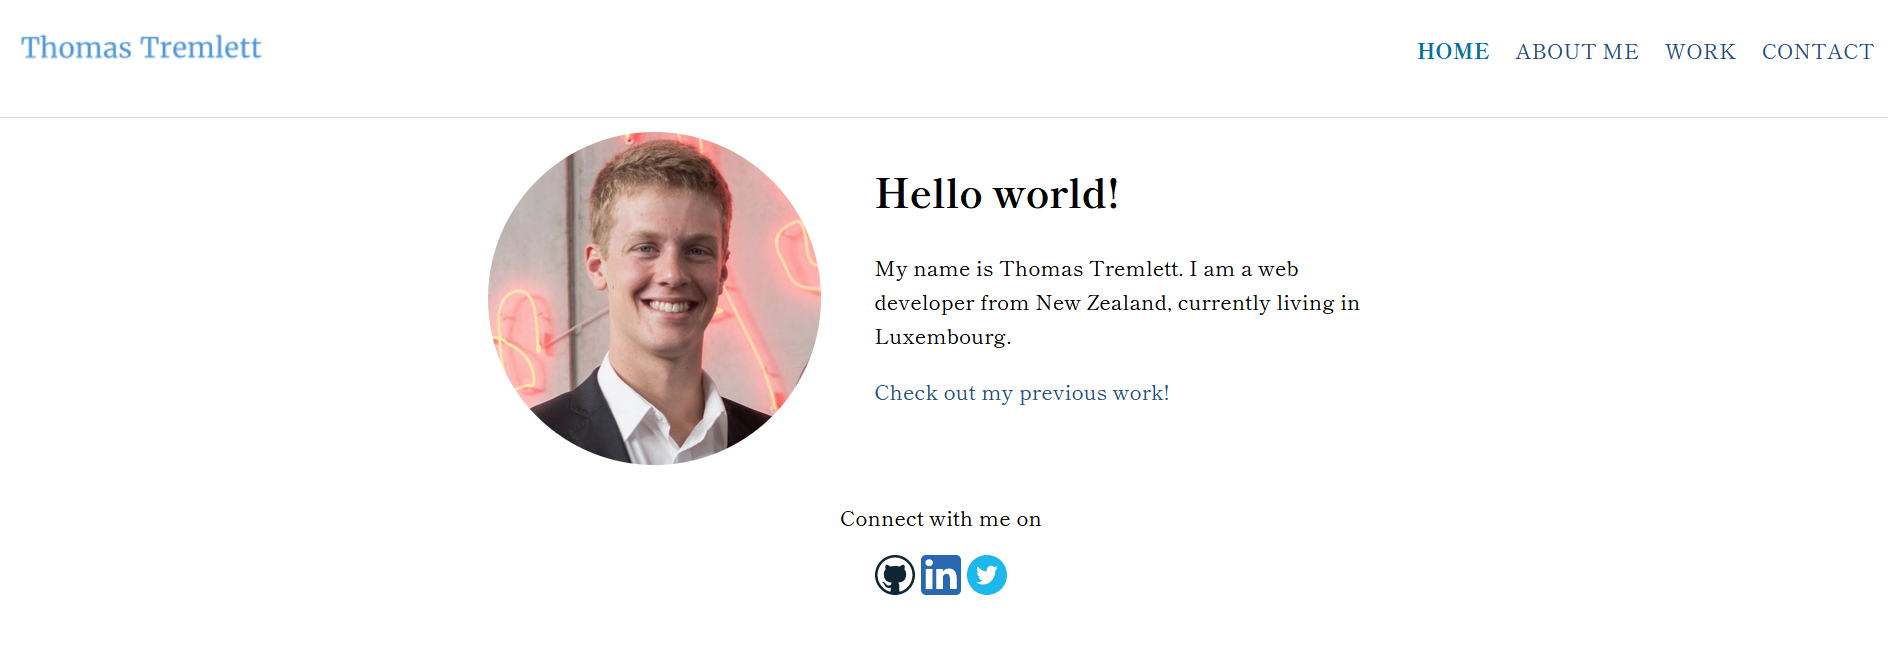 Thomas Tremlett
HOME ABOUT ME WORK CONTACT
Hello world!
My name is Thomas Tremlett. I am a web
developer from New Zealand, currently living in
Luxembourg.
Check out my previous work!
Connect with me on
in